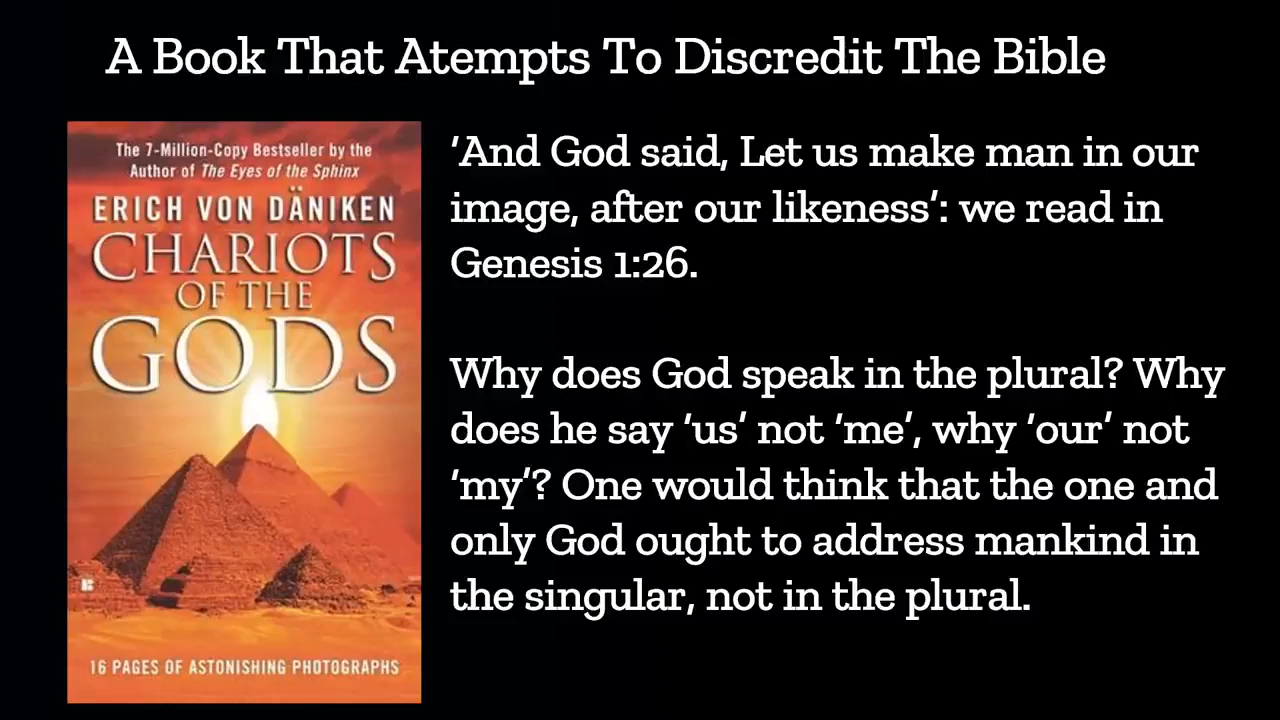 A Book That Atempts To Discredit The Bible
The 7-Million-Copy Bestseller by the
Author of The Eyes of the Sphinx
ERICH VON DÄNIKEN
CHARIOTS
OF THE
GODS
16 PAGES OF ASTONISHING PHOTOGRAPHS
‘And God said, Let us make man in our
image, after our likeness’: we read in
Genesis 1:26.
Why does God speak in the plural? Why
does he say ‘us’ not ‘me’, why ‘our’ not
‘my’? One would think that the one and
only God ought to address mankind in
the singular, not in the plural.